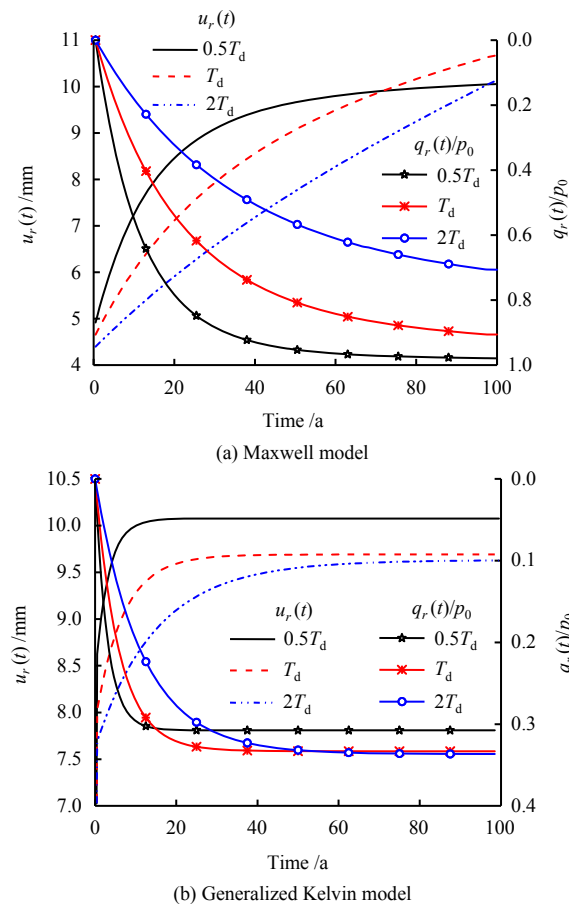 u_r(t)
0.5T_d
T_d
2T_d
11
10
9
8
7
6
5
4
u_r(t) /mm
0.0
0.2
0.4
0.6
0.8
1.0
q_r(t)/p_0
q_r(t)/p_0
0.5T_d
T_d
2T_d
0 20 40 60 80 100
Time /a
(a) Maxwell model
10.5
10.0
9.5
9.0
8.5
8.0
7.5
7.0
u_r(t) /mm
0.0
0.1
0.2
0.3
0.4
q_r(t)/p_0
u_r(t) q_r(t)/p_0
0.5T_d 0.5T_d
T_d T_d
2T_d 2T_d
0 20 40 60 80 100
Time /a
(b) Generalized Kelvin model